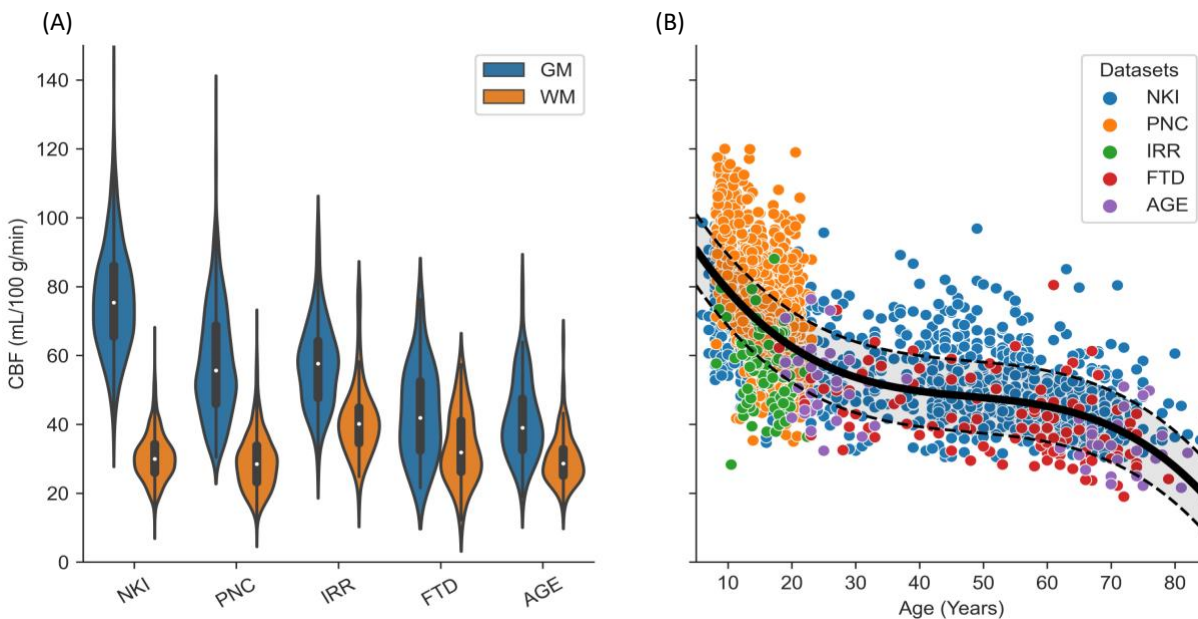 (A)
(B)
CBF (mL/100 g/min)
140
120
100
80
60
40
20
0
NKI
PNC
IRR
FTD
AGE
GM
WM
Datasets
NKI
PNC
IRR
FTD
AGE
10 20 30 40 50 60 70 80
Age (Years)